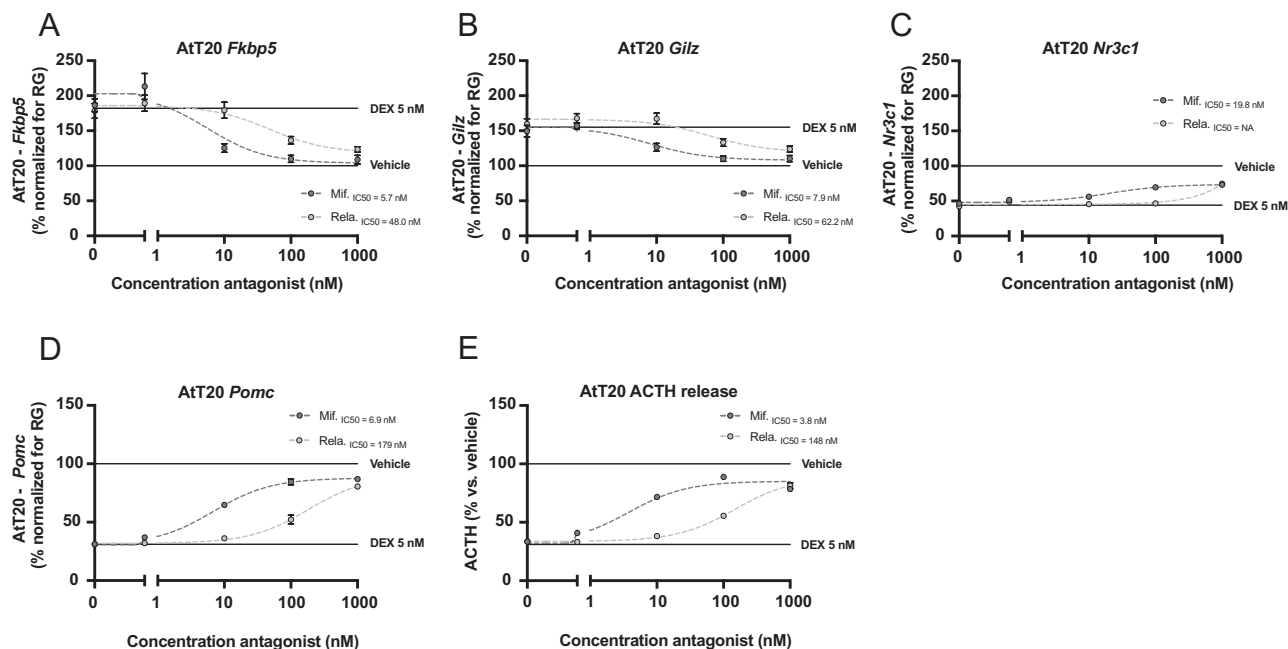 A
AtT20 Fkbp5
AtT20 - Fkbp5
(% normalized for RG)
250
200
150
100
50
0
DEX 5 nM
Vehicle
Mif. IC50 = 5.7 nM
Rela. IC50 = 48.0 nM
0 1 10 100 1000
Concentration antagonist (nM)
B
AtT20 Gilz
AtT20 - Gilz
(% normalized for RG)
250
200
150
100
50
0
DEX 5 nM
Vehicle
Mif. IC50 = 7.9 nM
Rela. IC50 = 62.2 nM
0 1 10 100 1000
Concentration antagonist (nM)
C
AtT20 Nr3c1
AtT20 - Nr3c1
(% normalized for RG)
250
200
150
100
50
0
Mif. IC50 = 19.8 nM
Rela. IC50 = NA
Vehicle
DEX 5 nM
0 1 10 100 1000
Concentration antagonist (nM)
D
AtT20 Pomc
AtT20 - Pomc
(% normalized for RG)
150
100
50
0
Mif. IC50 = 6.9 nM
Rela. IC50 = 179 nM
Vehicle
DEX 5 nM
0 1 10 100 1000
Concentration antagonist (nM)
E
AtT20 ACTH release
ACTH (% vs. vehicle)
150
100
50
0
Mif. IC50 = 3.8 nM
Rela. IC50 = 148 nM
Vehicle
DEX 5 nM
0 1 10 100 1000
Concentration antagonist (nM)